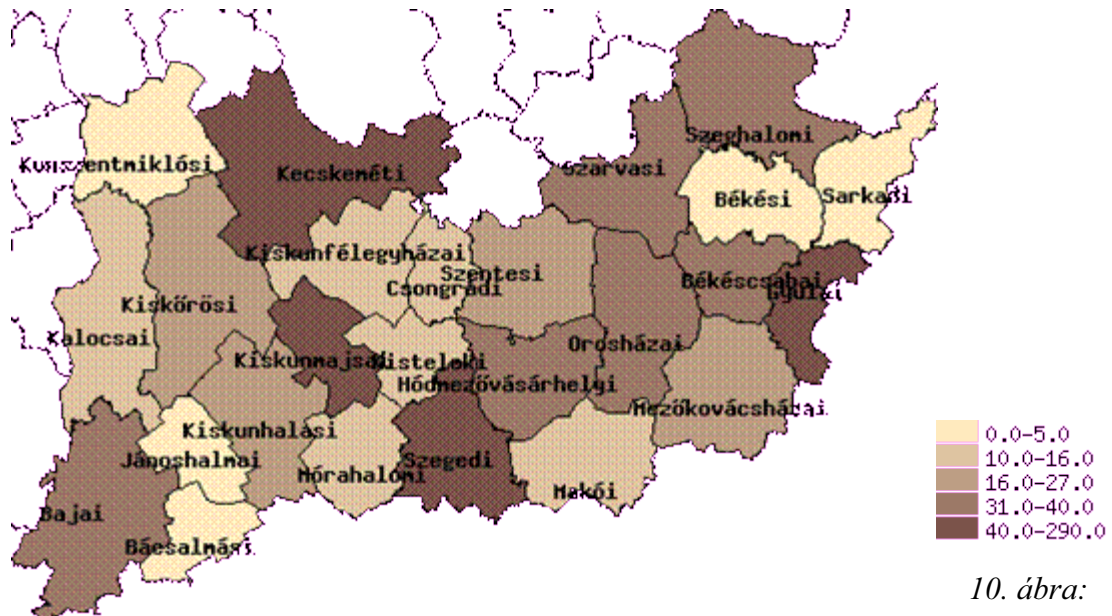 Szeghalomi
Kunszentmiklósi
Kecskeméti
Szarvasi
Békési
Sarkadi
Kiskunfélegyházai
Szentesi
Csongrádi
Békéscsabai
Gyulai
Kiskőrösi
Kalocsai
Kiskunmajsai
Kisteleki
Orosházai
Hódmezővásárhelyi
Mezőkovácsházai
Kiskunhalasi
Jánoshalmai
Mórahalomi
Szegedi
Makói
Bajai
Bácsalmási
0.0-5.0
10.0-16.0
16.0-27.0
31.0-40.0
40.0-290.0
10. ábra: